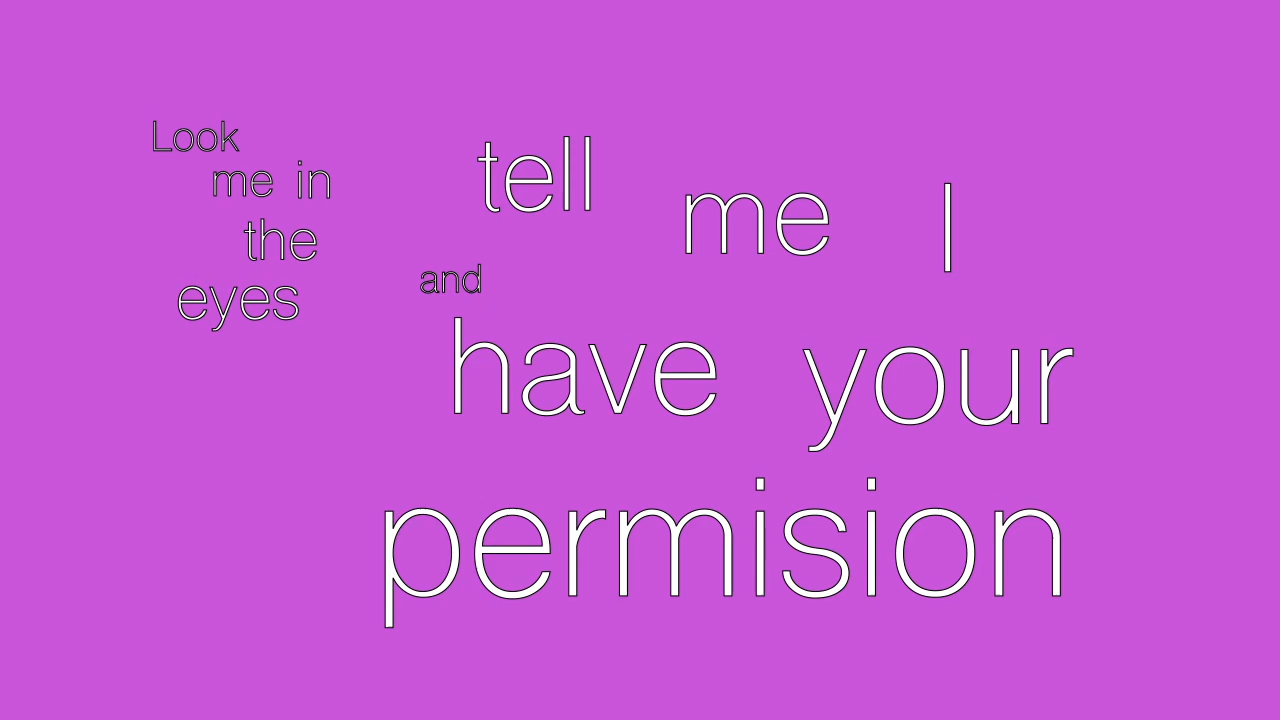 Look
me in
the
eyes
and
tell
me I
have your
permision